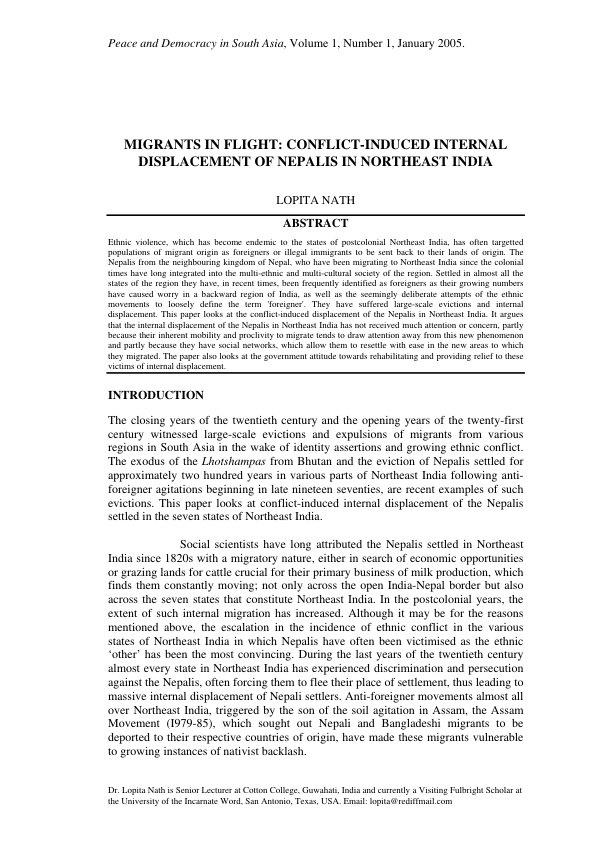 Peace and Democracy in South Asia, Volume 1, Number 1, January 2005.
MIGRANTS IN FLIGHT: CONFLICT-INDUCED INTERNAL
DISPLACEMENT OF NEPALIS IN NORTHEAST INDIA
LOPITA NATH
ABSTRACT
Ethnic violence, which has become endemic to the states of postcolonial Northeast India, has often targetted
populations of migrant origin as foreigners or illegal immigrants to be sent back to their lands of origin. The
Nepalis from the neighbouring kingdom of Nepal, who have been migrating to Northeast India since the colonial
times have long integrated into the multi-ethnic and multi-cultural society of the region. Settled in almost all the
states of the region they have, in recent times, been frequently identified as foreigners as their growing numbers
have caused worry in a backward region of India, as well as the seemingly deliberate attempts of the ethnic
movements to loosely define the term 'foreigner'. They have suffered large-scale evictions and internal
displacement. This paper looks at the conflict-induced displacement of the Nepalis in Northeast India. It argues
that the internal displacement of the Nepalis in Northeast India has not received much attention or concern, partly
because their inherent mobility and proclivity to migrate tends to draw attention away from this new phenomenon
and partly because they have social networks, which allow them to resettle with ease in the new areas to which
they migrated. The paper also looks at the government attitude towards rehabilitating and providing relief to these
victims of internal displacement.
INTRODUCTION
The closing years of the twentieth century and the opening years of the twenty-first
century witnessed large-scale evictions and expulsions of migrants from various
regions in South Asia in the wake of identity assertions and growing ethnic conflict.
The exodus of the Lhotshampas from Bhutan and the eviction of Nepalis settled for
approximately two hundred years in various parts of Northeast India following anti-
foreigner agitations beginning in late nineteen seventies, are recent examples of such
evictions. This paper looks at conflict-induced internal displacement of the Nepalis
settled in the seven states of Northeast India.
Social scientists have long attributed the Nepalis settled in Northeast
India since 1820s with a migratory nature, either in search of economic opportunities
or grazing lands for cattle crucial for their primary business of milk production, which
finds them constantly moving; not only across the open India-Nepal border but also
across the seven states that constitute Northeast India. In the postcolonial years, the
extent of such internal migration has increased. Although it may be for the reasons
mentioned above, the escalation in the incidence of ethnic conflict in the various
states of Northeast India in which Nepalis have often been victimised as the ethnic
‘other’ has been the most convincing. During the last years of the twentieth century
almost every state in Northeast India has experienced discrimination and persecution
against the Nepalis, often forcing them to flee their place of settlement, thus leading to
massive internal displacement of Nepali settlers. Anti-foreigner movements almost all
over Northeast India, triggered by the son of the soil agitation in Assam, the Assam
Movement (I979-85), which sought out Nepali and Bangladeshi migrants to be
deported to their respective countries of origin, have made these migrants vulnerable
to growing instances of nativist backlash.
Dr. Lopita Nath is Senior Lecturer at Cotton College, Guwahati, India and currently a Visiting Fulbright Scholar at
the University of the Incarnate Word, San Antonio, Texas, USA. Email: lopita@rediffmail.com